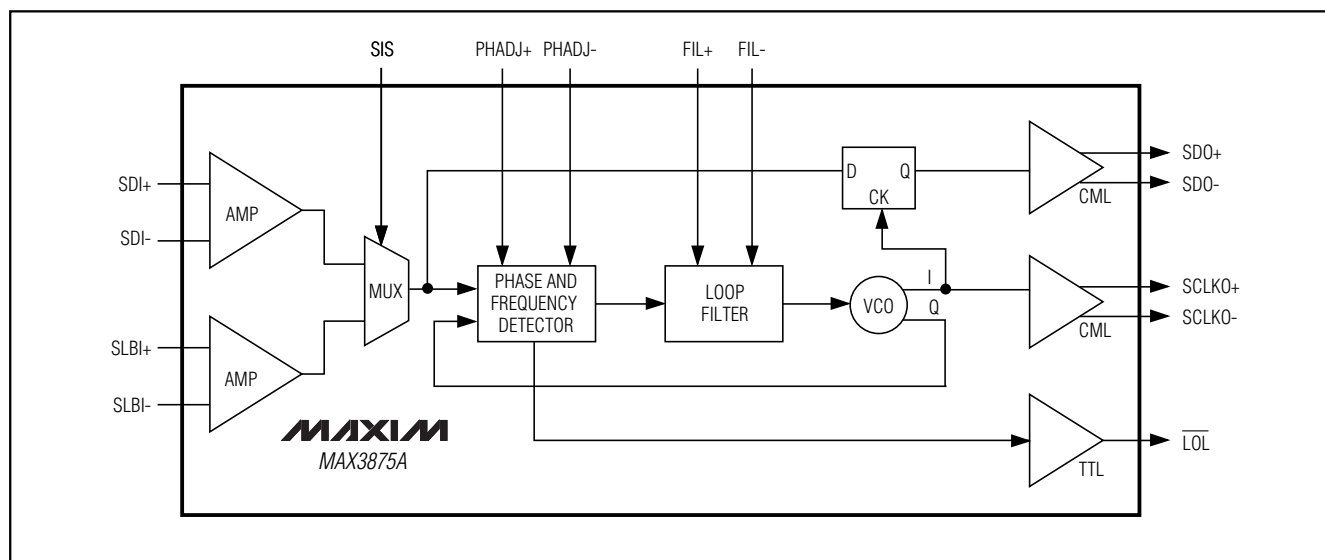 SIS
PHADJ+
PHADJ-
FIL+
FIL-
SDI+
SDI-
AMP
SLBI+
SLBI-
AMP
MUX
PHASE AND
FREQUENCY
DETECTOR
LOOP
FILTER
VCO
I
Q
D
Q
CK
CML
SDO+
SDO-
CML
SCLKO+
SCLKO-
TTL
LOL
MAXIM
MAX3875A